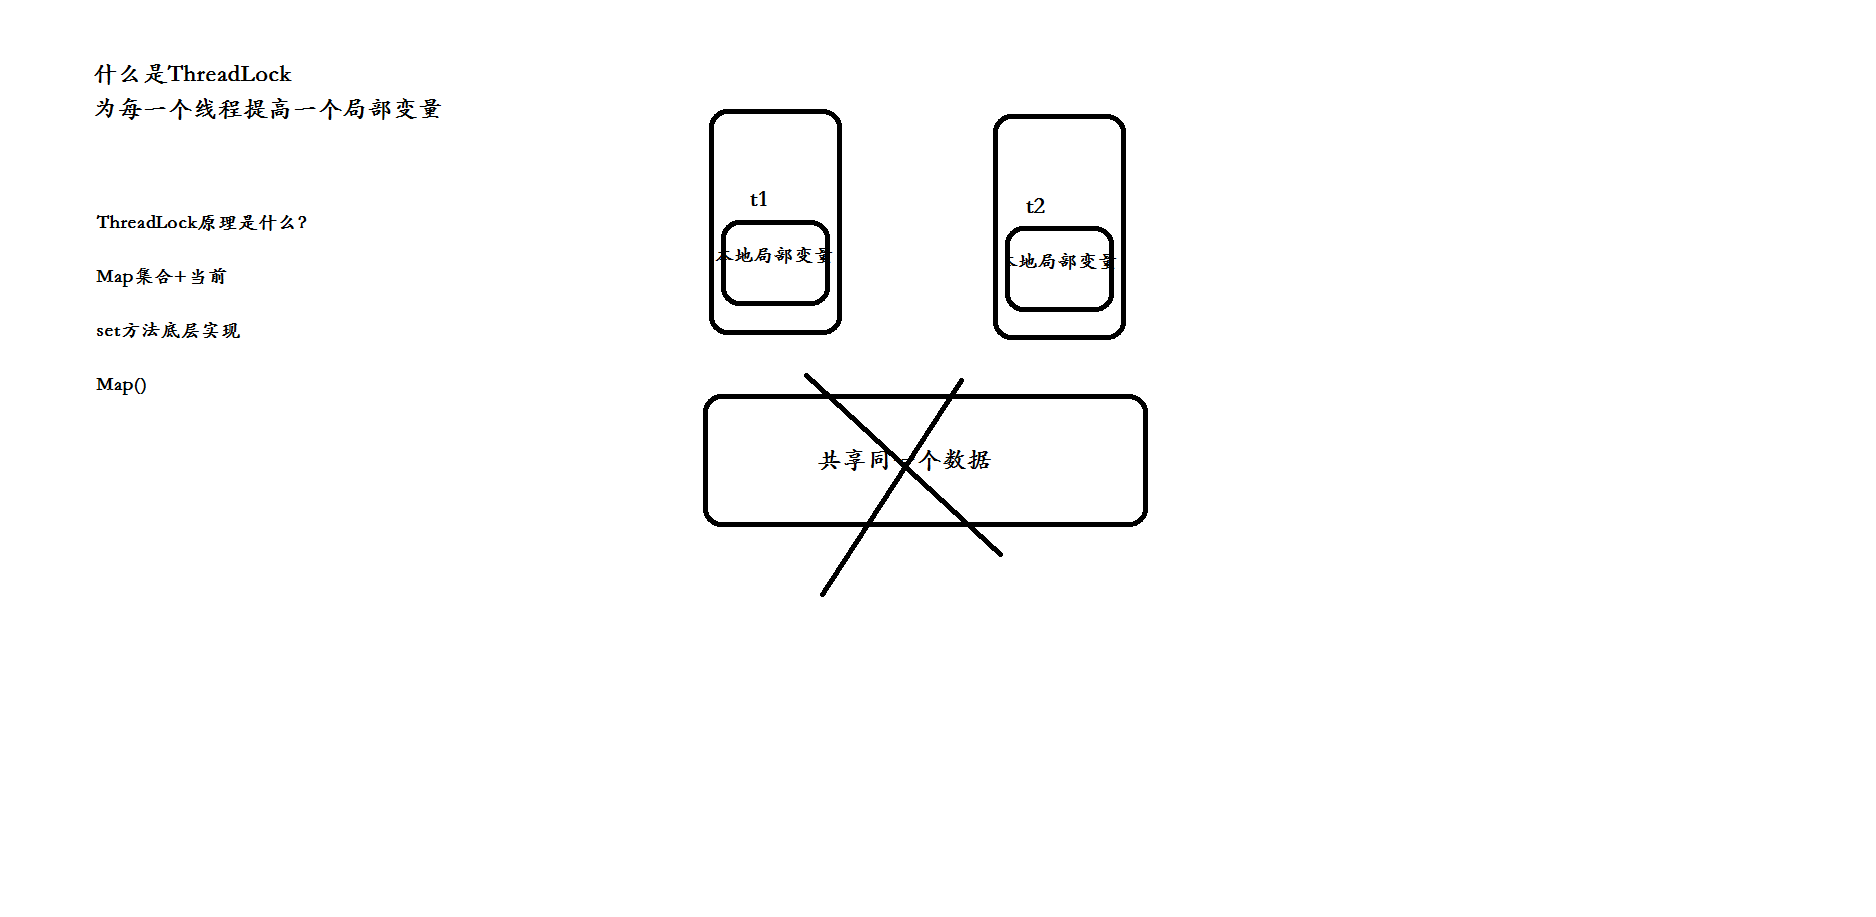 什么是ThreadLock
为每一个线程提高一个局部变量
ThreadLock原理是什么?
Map集合+当前
set方法底层实现
Map()
t1
本地局部变量
t2
本地局部变量
共享同一个数据